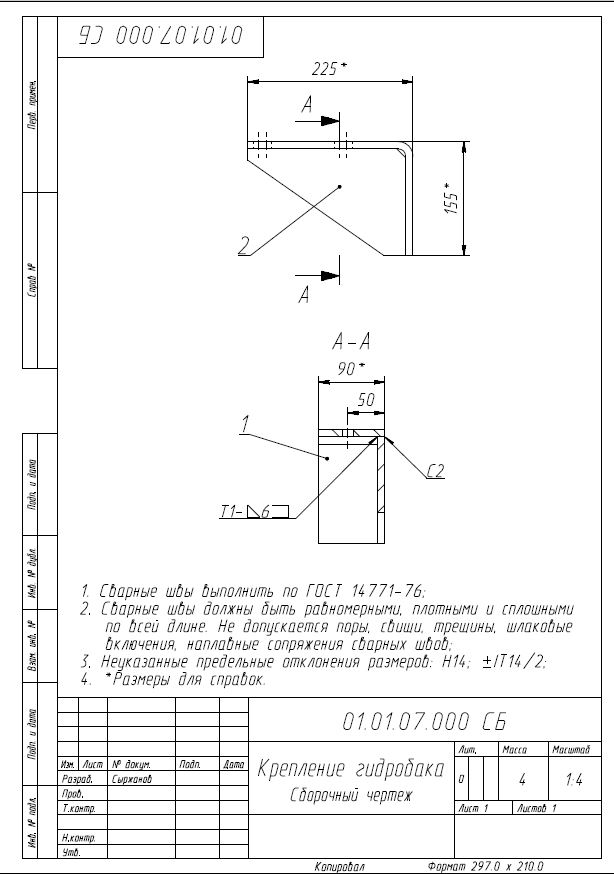 01.01.07.000 СБ
Перв. примен.
Справ №
Подп. и дата
Инв. № дубл.
Взам. инв. №
Подп. и дата
Инв. № подл.
225*
А
155*
2
А
А-А
90*
50
1
С2
Т1-◺6
1. Сварные швы выполнить по ГОСТ 14771-76;
2. Сварные швы должны быть равномерными, плотными и сплошными
по всей длине. Не допускается поры, свищи, трещины, шлаковые
включения, наплавные сопряжения сварных швов;
3. Неуказанные предельные отклонения размеров: Н14; ±IT14/2;
4. *Размеры для справок.
01.01.07.000 СБ
Изм. Лист № докум. Подп. Дата
Разраб. Сыржанов
Пров.
Т.контр.
Н.контр.
Утв.
Крепление гидробака
Сборочный чертеж
Лит. Масса Масштаб
О 4 1:4
Лист 1 Листов 1
Копировал Формат 297.0 x 210.0